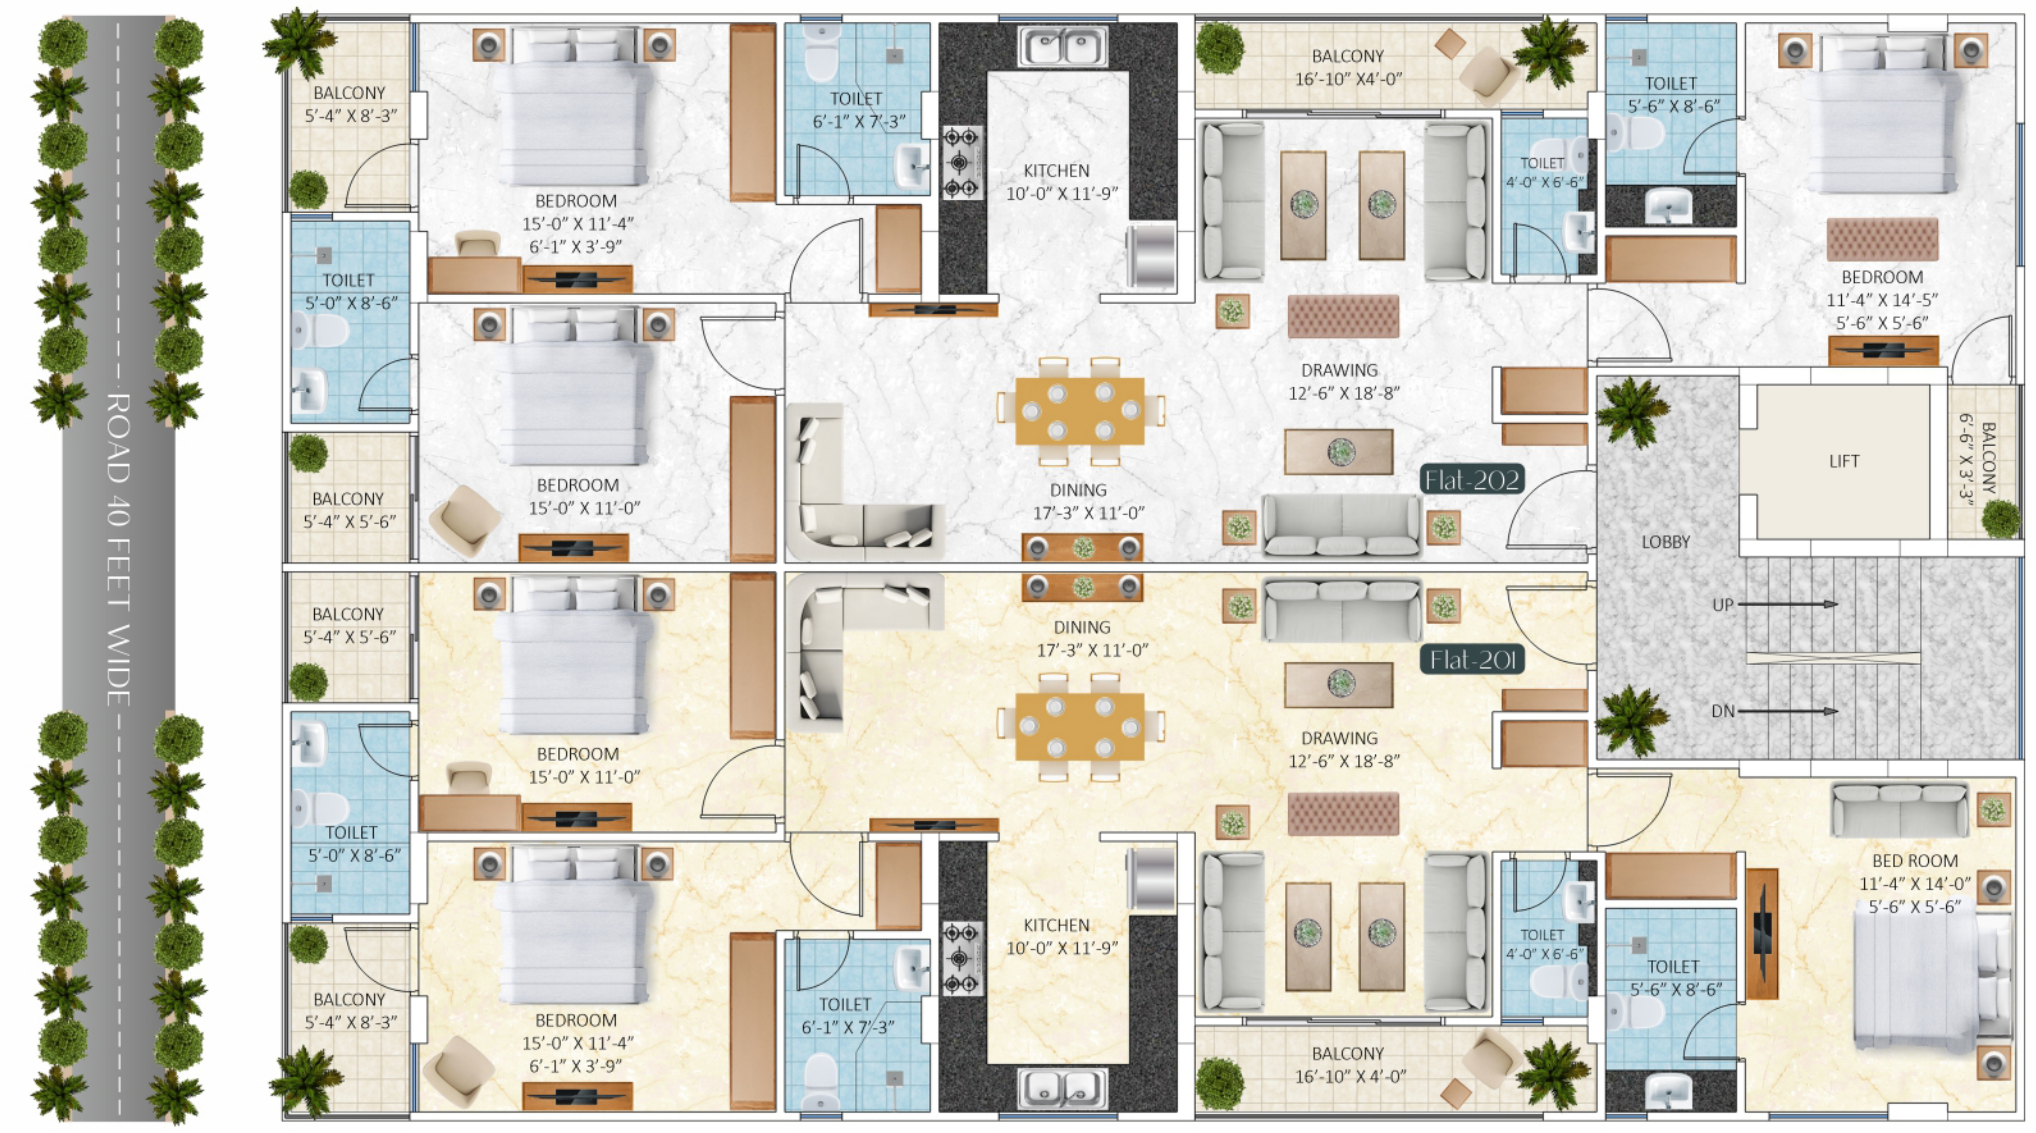 ROAD 40 FEET WIDE
BALCONY
5'-4" X 8'-3"
BEDROOM
15'-0" X 11'-4"
6'-1" X 3'-9"
TOILET
6'-1" X 7'-3"
KITCHEN
10'-0" X 11'-9"
BALCONY
16'-10" X4'-0"
TOILET
4'-0" X 6'-6"
TOILET
5'-6" X 8'-6"
BEDROOM
11'-4" X 14'-5"
5'-6" X 5'-6"
TOILET
5'-0" X 8'-6"
BEDROOM
15'-0" X 11'-0"
BALCONY
5'-4" X 5'-6"
DINING
17'-3" X 11'-0"
DRAWING
12'-6" X 18'-8"
Flat-202
LOBBY
LIFT
BALCONY
6'-6" X 3'-3"
UP
DN
BALCONY
5'-4" X 5'-6"
DINING
17'-3" X 11'-0"
Flat-201
BEDROOM
15'-0" X 11'-0"
DRAWING
12'-6" X 18'-8"
TOILET
5'-0" X 8'-6"
BALCONY
5'-4" X 8'-3"
BEDROOM
15'-0" X 11'-4"
6'-1" X 3'-9"
TOILET
6'-1" X 7'-3"
KITCHEN
10'-0" X 11'-9"
BALCONY
16'-10" X 4'-0"
TOILET
4'-0" X 6'-6"
TOILET
5'-6" X 8'-6"
BED ROOM
11'-4" X 14'-0"
5'-6" X 5'-6"